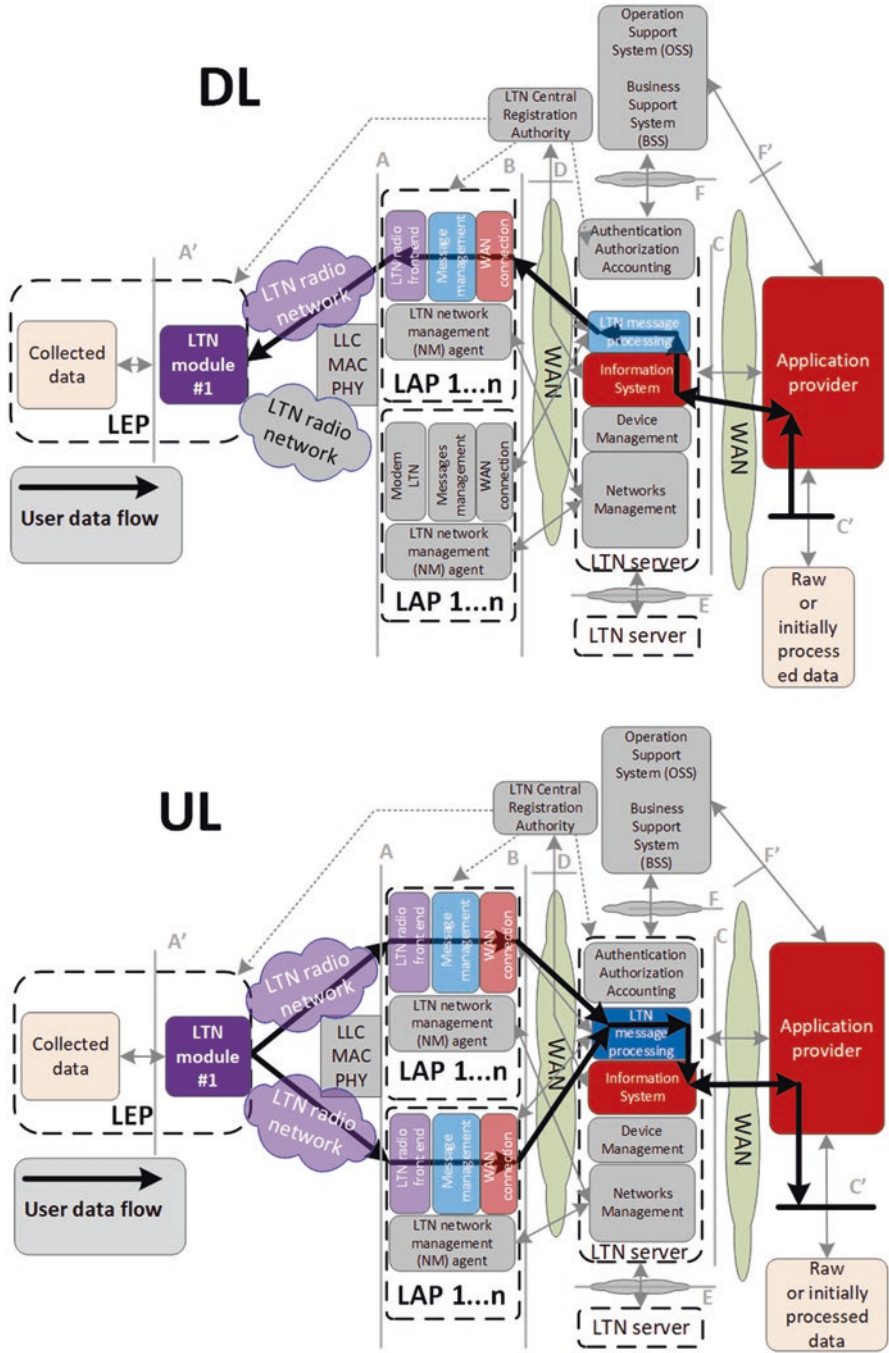 DL
Operation
Support
System (OSS)
Business
Support
System
(BSS)
LTN Central
Registration
Authority
A
B
D
F'
F
A'
C
Authentication
Authorization
Accounting
LTN radio
network
LTN radio
frontend
Message
management
WAN
connection
LTN network
management
(NM) agent
LAP 1...n
Collected
data
LTN
module
#1
LEP
LLC
MAC
PHY
LTN radio
network
WAN
LTN message
processing
Information
System
Device
Management
Networks
Management
LTN server
WAN
Application
provider
Modem
LTN
Messages
management
WAN
connection
LTN network
management
(NM) agent
LAP 1...n
User data flow
C'
E
LTN server
Raw
or
initially
process
ed data
UL
Operation
Support
System (OSS)
Business
Support
System
(BSS)
LTN Central
Registration
Authority
A
B
D
F'
F
A'
C
Authentication
Authorization
Accounting
LTN radio
network
LTN radio
front end
Message
management
WAN
connection
LTN network
management
(NM) agent
LAP 1...n
Collected
data
LTN
module
#1
LEP
LLC
MAC
PHY
LTN radio
network
WAN
LTN
message
processing
Information
System
Device
Management
Networks
Management
LTN server
WAN
Application
provider
LTN radio
front end
Message
management
WAN
connection
LTN network
management
(NM) agent
LAP 1...n
User data flow
C'
E
LTN server
Raw
or initially
processed
data